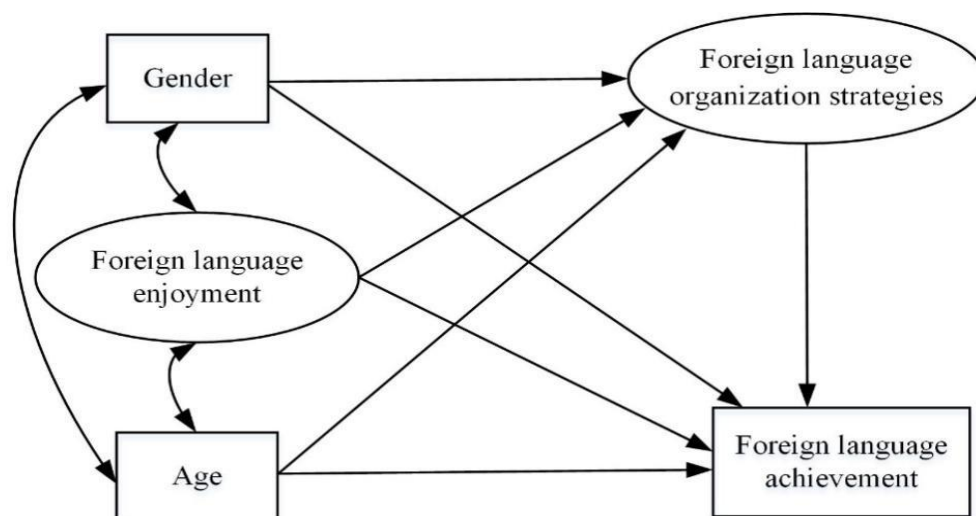 Gender
Foreign language
organization strategies
Foreign language
enjoyment
Age
Foreign language
achievement